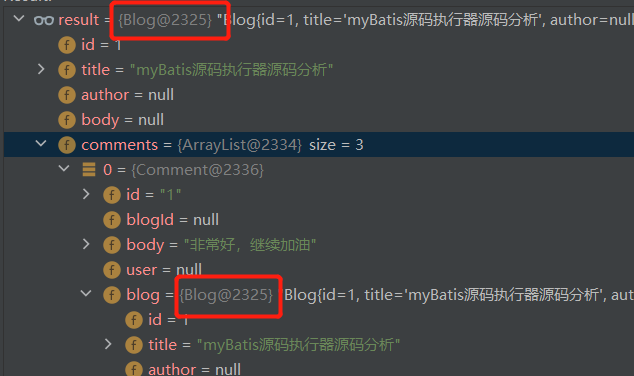 result = {Blog@2325} "Blog{id=1, title='myBatis源码执行器源码分析', author=null
id = 1
title = "myBatis源码执行器源码分析"
author = null
body = null
comments = {ArrayList@2334} size = 3
0 = {Comment@2336}
id = "1"
blogId = null
body = "非常好，继续加油"
user = null
blog = {Blog@2325} "Blog{id=1, title='myBatis源码执行器源码分析', au
id = 1
title = "myBatis源码执行器源码分析"
author = null